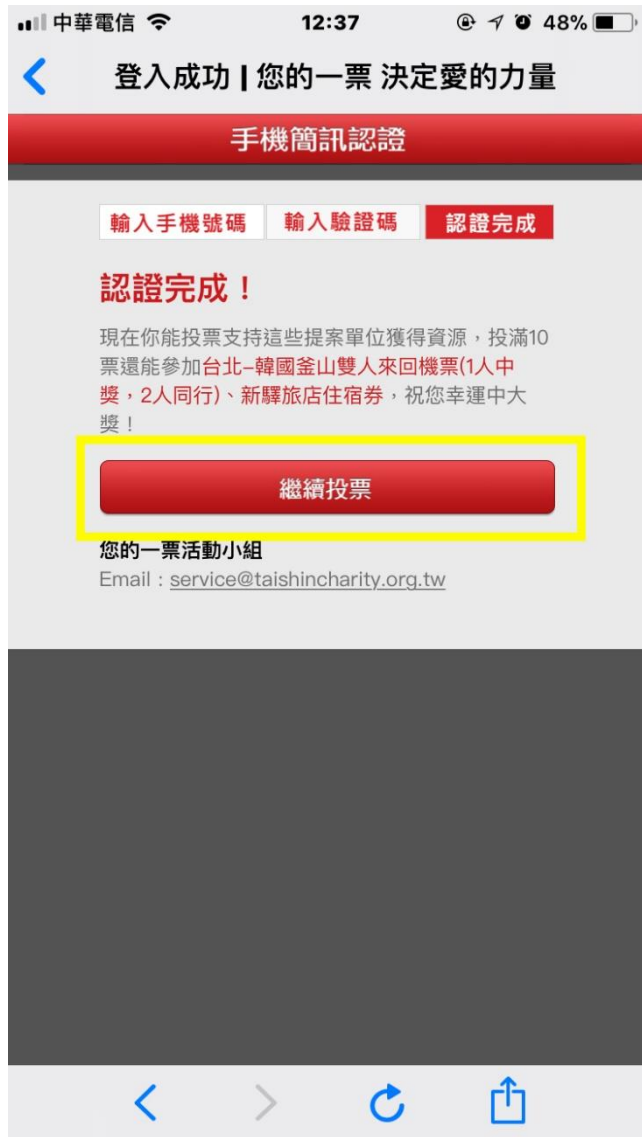 中華電信 12:37 48%
登入成功 | 您的一票 決定愛的力量
手機簡訊認證
輸入手機號碼 輸入驗證碼 認證完成
認證完成！
現在你能投票支持這些提案單位獲得資源，投滿10
票還能參加台北–韓國釜山雙人來回機票(1人中
獎，2人同行)、新驛旅店住宿券，祝您幸運中大
獎！
繼續投票
您的一票活動小組
Email：service@taishincharity.org.tw